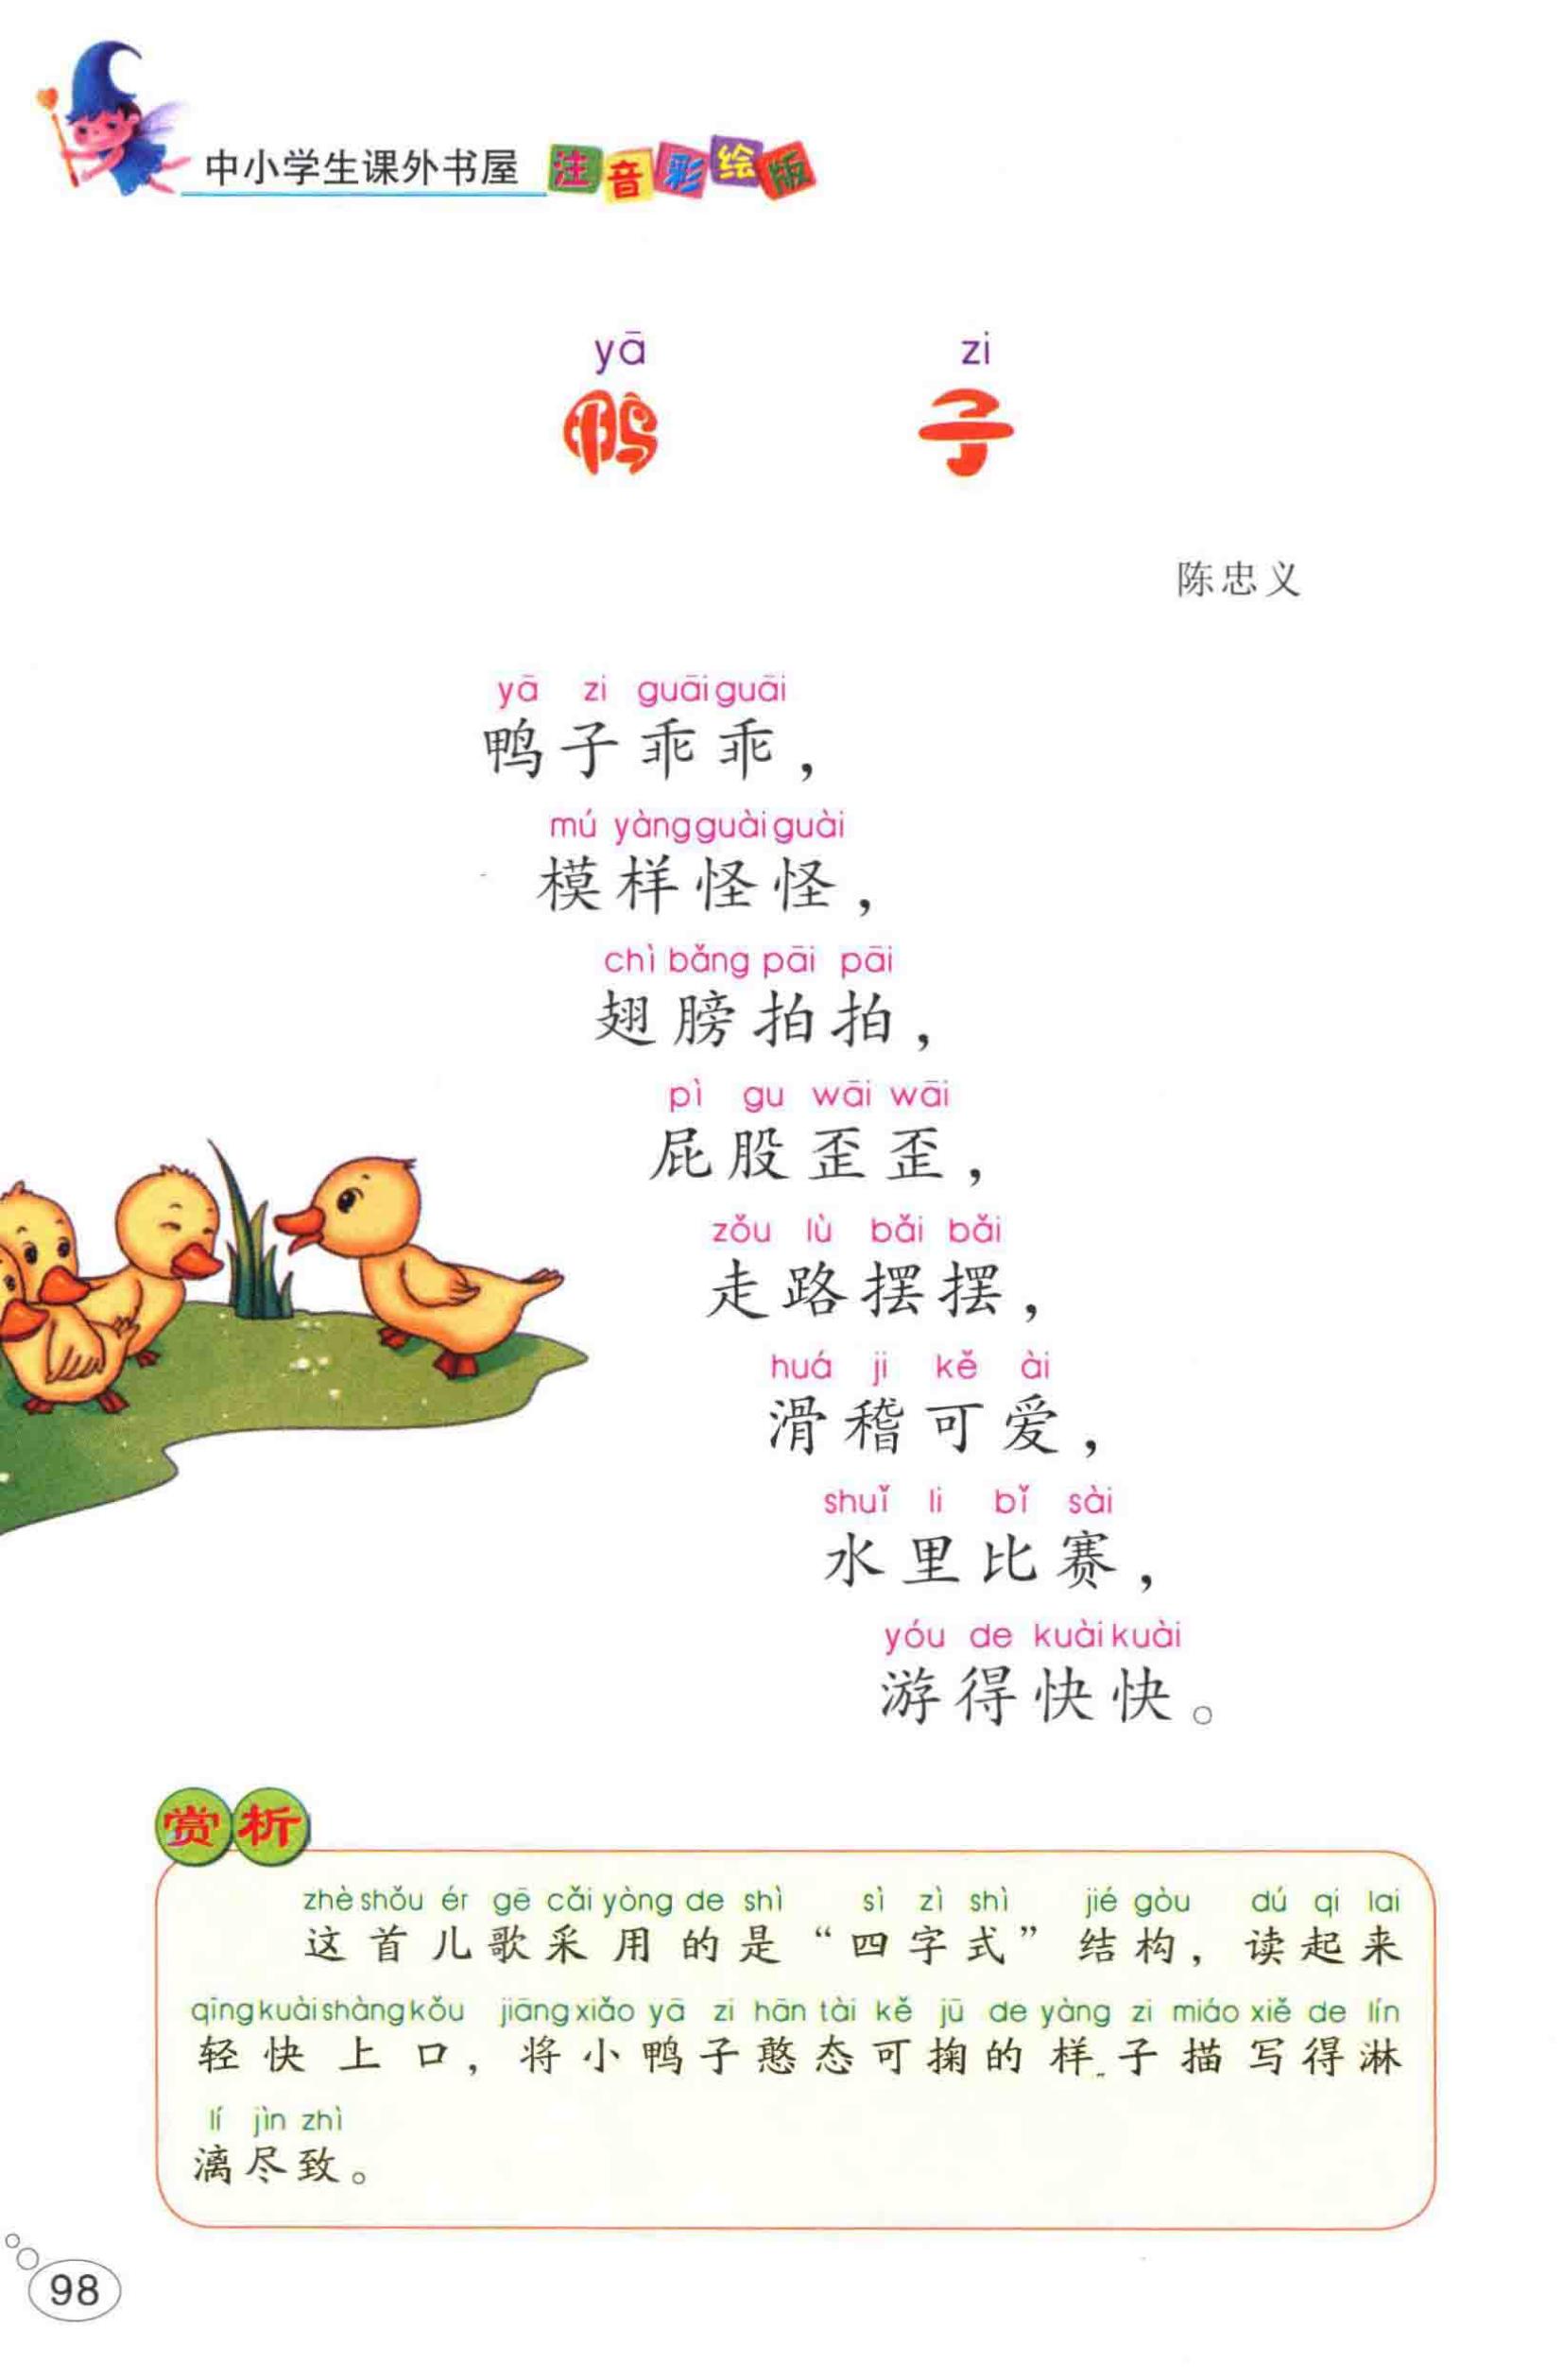 中小学生课外书屋 注音彩绘版
yā zi
鸭子
陈忠义
yā zi guāi guāi
鸭子乖乖，
mú yàng guài guài
模样怪怪，
chì bǎng pāi pāi
翅膀拍拍，
pì gu wāi wāi
屁股歪歪，
zǒu lù bǎi bǎi
走路摆摆，
huá ji kě ài
滑稽可爱，
shuǐ li bǐ sài
水里比赛，
yóu de kuài kuài
游得快快。
赏析
zhè shǒu ér gē cǎi yòng de shì sì zì shì jié gòu dú qi lai
这首儿歌采用的是“四字式”结构，读起来
qīng kuài shàng kǒu jiāng xiǎo yā zi hān tài kě jū de yàng zi miáo xiě de lín
轻快上口，将小鸭子憨态可掬的样子描写得淋
lí jìn zhì
漓尽致。
98